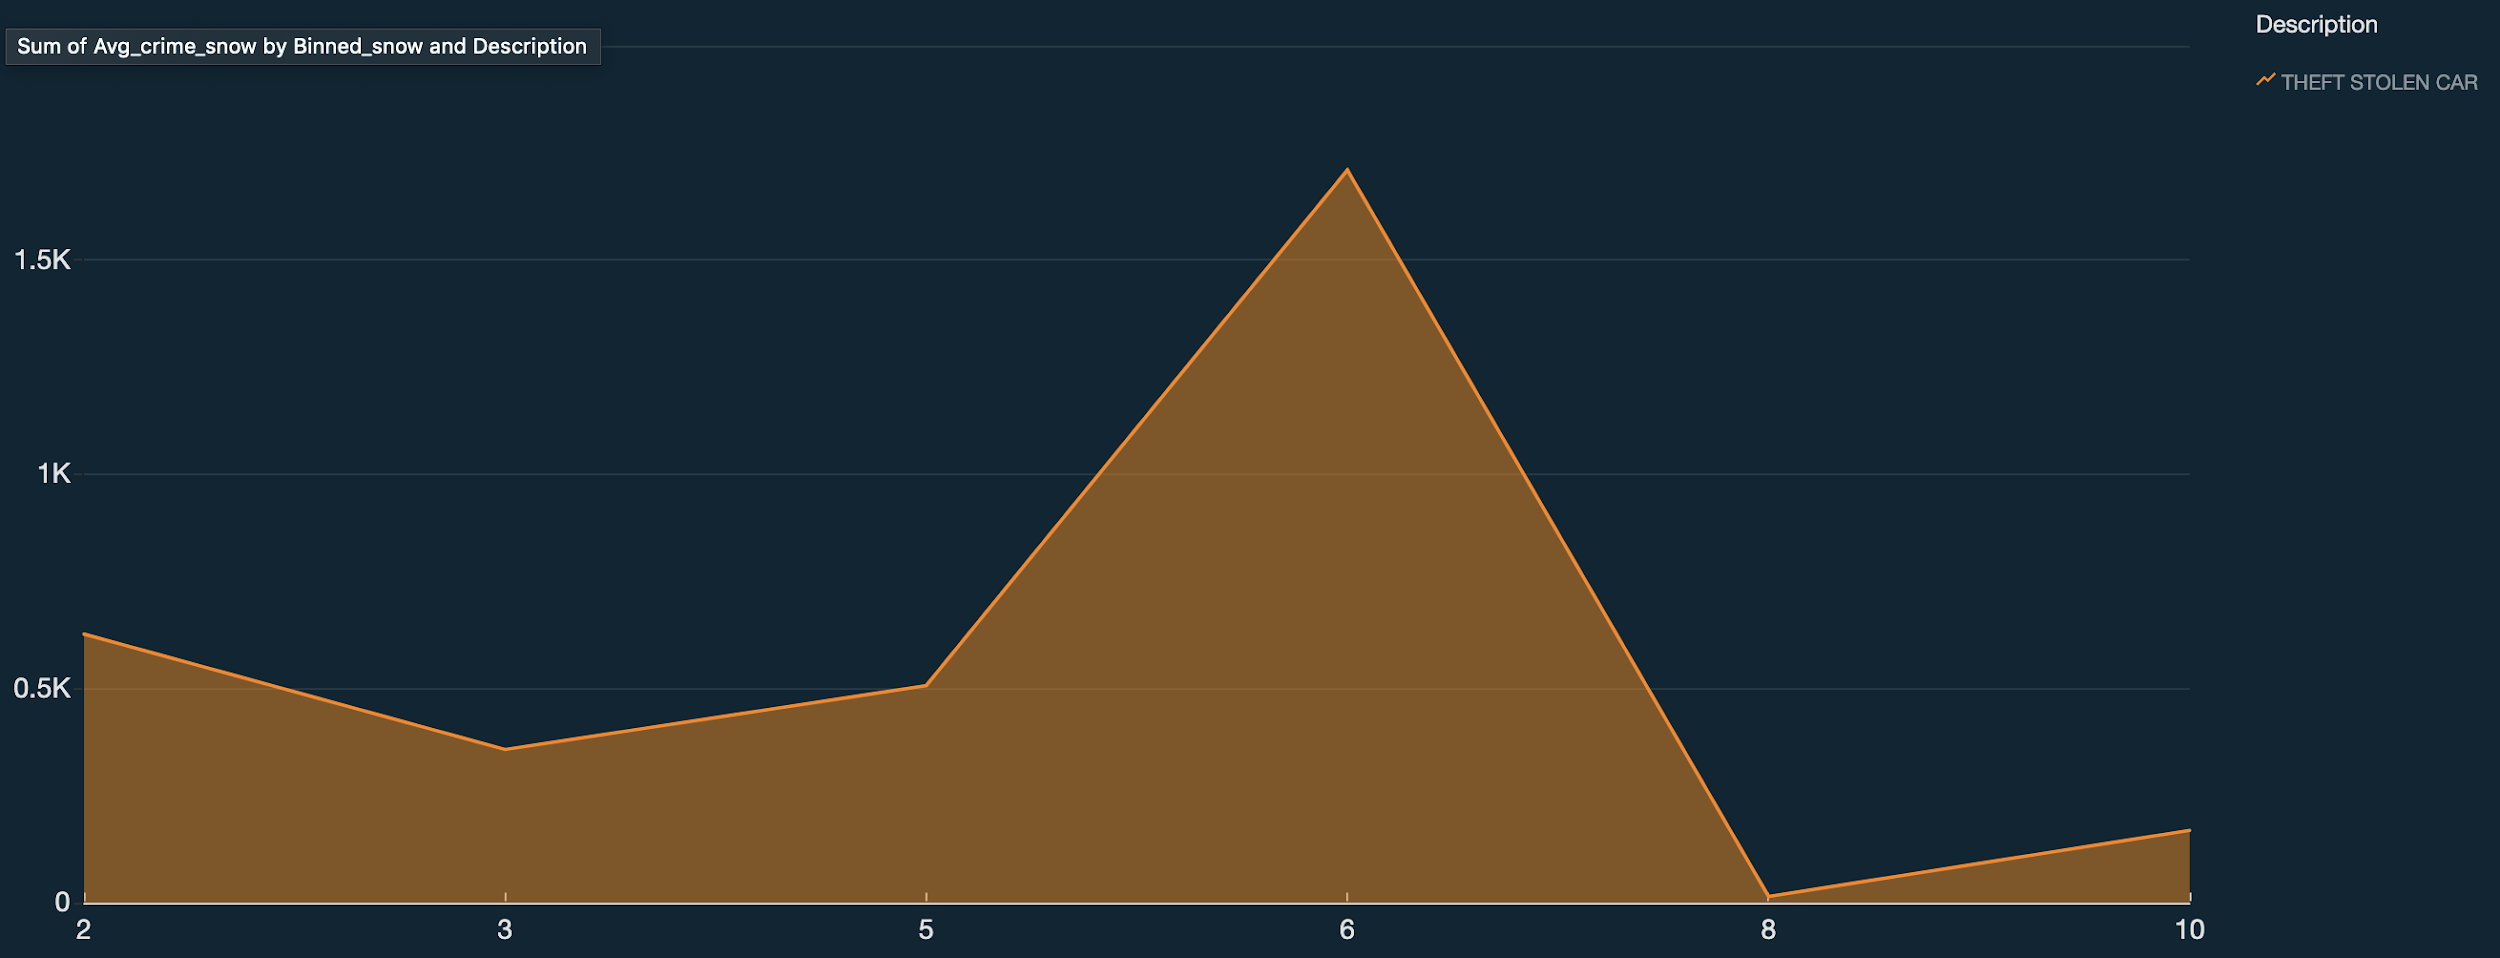 Sum of Avg_crime_snow by Binned_snow and Description
Description
THEFT STOLEN CAR
1.5K
1K
0.5K
0
2 3 5 6 8 10